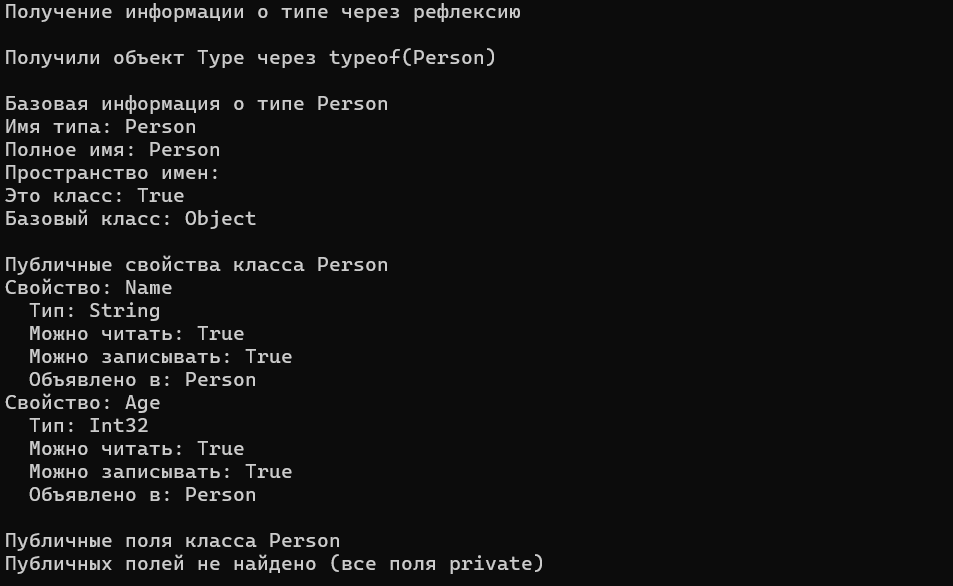 Получение информации о типе через рефлексию
Получили объект Type через typeof(Person)
Базовая информация о типе Person
Имя типа: Person
Полное имя: Person
Пространство имен:
Это класс: True
Базовый класс: Object
Публичные свойства класса Person
Свойство: Name
Тип: String
Можно читать: True
Можно записывать: True
Объявлено в: Person
Свойство: Age
Тип: Int32
Можно читать: True
Можно записывать: True
Объявлено в: Person
Публичные поля класса Person
Публичных полей не найдено (все поля private)